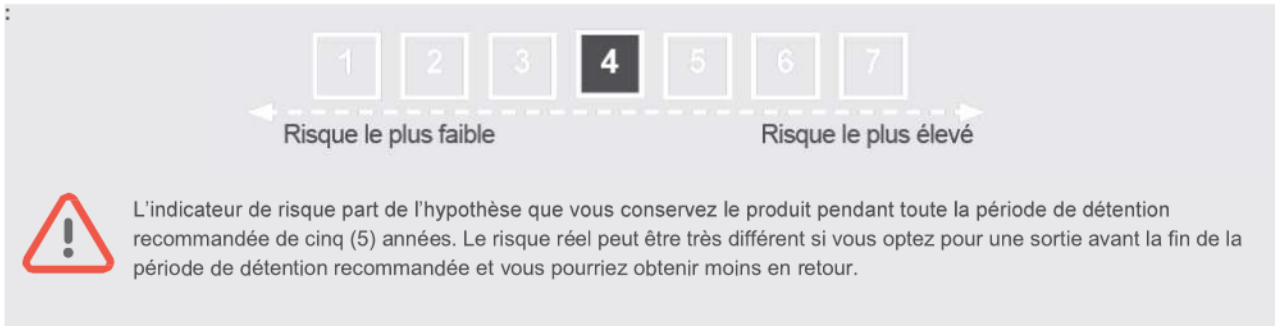 :
1 2 3 4 5 6 7
Risque le plus faible Risque le plus élevé
L'indicateur de risque part de l'hypothèse que vous conservez le produit pendant toute la période de détention
recommandée de cinq (5) années. Le risque réel peut être très différent si vous optez pour une sortie avant la fin de la
période de détention recommandée et vous pourriez obtenir moins en retour.